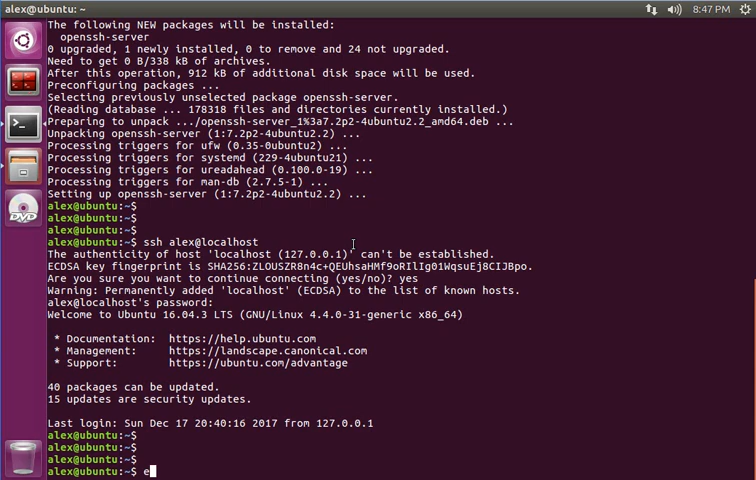 alex@ubuntu: ~
8:47 PM
The following NEW packages will be installed:
  openssh-server
0 upgraded, 1 newly installed, 0 to remove and 24 not upgraded.
Need to get 0 B/338 kB of archives.
After this operation, 912 kB of additional disk space will be used.
Preconfiguring packages ...
Selecting previously unselected package openssh-server.
(Reading database ... 178318 files and directories currently installed.)
Preparing to unpack .../openssh-server_1%3a7.2p2-4ubuntu2.2_amd64.deb ...
Unpacking openssh-server (1:7.2p2-4ubuntu2.2) ...
Processing triggers for ufw (0.35-0ubuntu2) ...
Processing triggers for systemd (229-4ubuntu21) ...
Processing triggers for ureadahead (0.100.0-19) ...
Processing triggers for man-db (2.7.5-1) ...
Setting up openssh-server (1:7.2p2-4ubuntu2.2) ...
alex@ubuntu:~$
alex@ubuntu:~$
alex@ubuntu:~$
alex@ubuntu:~$ ssh alex@localhost
The authenticity of host 'localhost (127.0.0.1)' can't be established.
ECDSA key fingerprint is SHA256:ZLOUSZR8n4c+QEUhsaHMf9oRIlIg01WqsuEj8CIJBpo.
Are you sure you want to continue connecting (yes/no)? yes
Warning: Permanently added 'localhost' (ECDSA) to the list of known hosts.
alex@localhost's password:
Welcome to Ubuntu 16.04.3 LTS (GNU/Linux 4.4.0-31-generic x86_64)
 * Documentation:  https://help.ubuntu.com
 * Management:     https://landscape.canonical.com
 * Support:        https://ubuntu.com/advantage
40 packages can be updated.
15 updates are security updates.
Last login: Sun Dec 17 20:40:16 2017 from 127.0.0.1
alex@ubuntu:~$
alex@ubuntu:~$
alex@ubuntu:~$
alex@ubuntu:~$ e
DVD